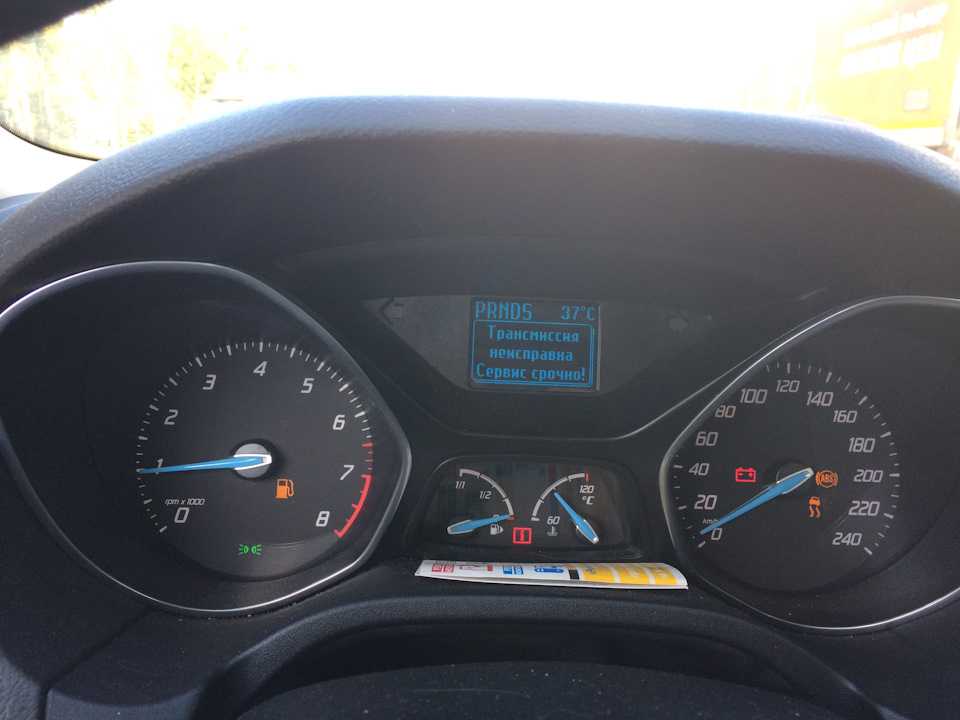 PRNDS 37°C
Трансмиссия
неисправна
Сервис срочно!
0 1 2 3 4 5 6 7 8
rpm x 1000
1/1 1/2
60 120
°C
0 20 40 60 80 100 120 140 160 180 200 220 240
ABS